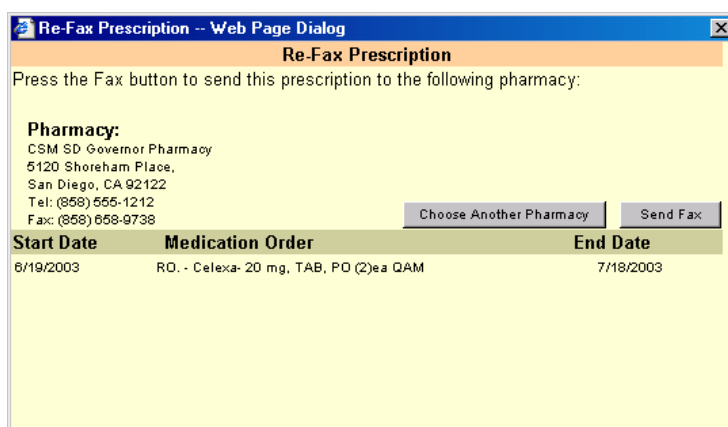 Re-Fax Prescription -- Web Page Dialog
Re-Fax Prescription
Press the Fax button to send this prescription to the following pharmacy:
Pharmacy:
CSM SD Governor Pharmacy
5120 Shoreham Place,
San Diego, CA 92122
Tel: (858) 555-1212
Fax: (858) 658-9738
Choose Another Pharmacy Send Fax
Start Date Medication Order End Date
6/19/2003 RO. - Celexa- 20 mg, TAB, PO (2)ea QAM 7/18/2003